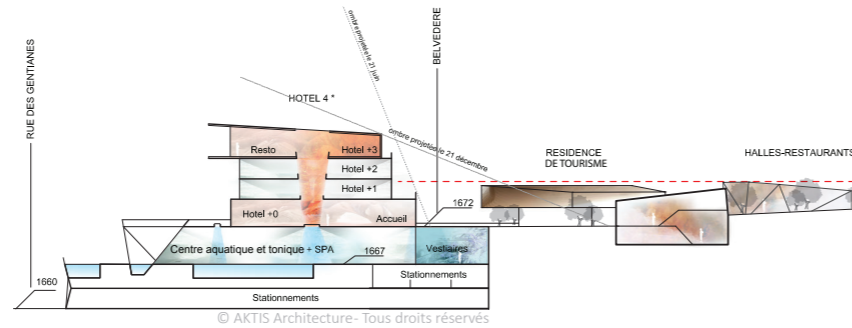 RUE DES GENTIANES
ombre projetée le 21 juin
BELVEDERE
HOTEL 4 *
ombre projetée le 21 décembre
RESIDENCE
DE TOURISME
HALLES-RESTAURANTS
Resto
Hotel +3
Hotel +2
Hotel +1
Hotel +0
Accueil
1672
Centre aquatique et tonique + SPA
1667
Vestiaires
Stationnements
1660
Stationnements
© AKTIS Architecture- Tous droits réservés